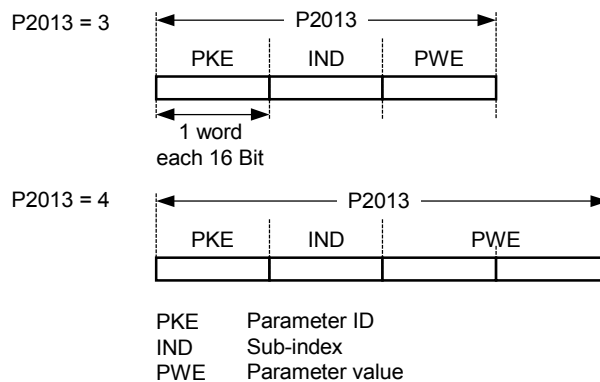 P2013 = 3
P2013
PKE IND PWE
1 word
each 16 Bit
P2013 = 4
P2013
PKE IND PWE
PKE Parameter ID
IND Sub-index
PWE Parameter value